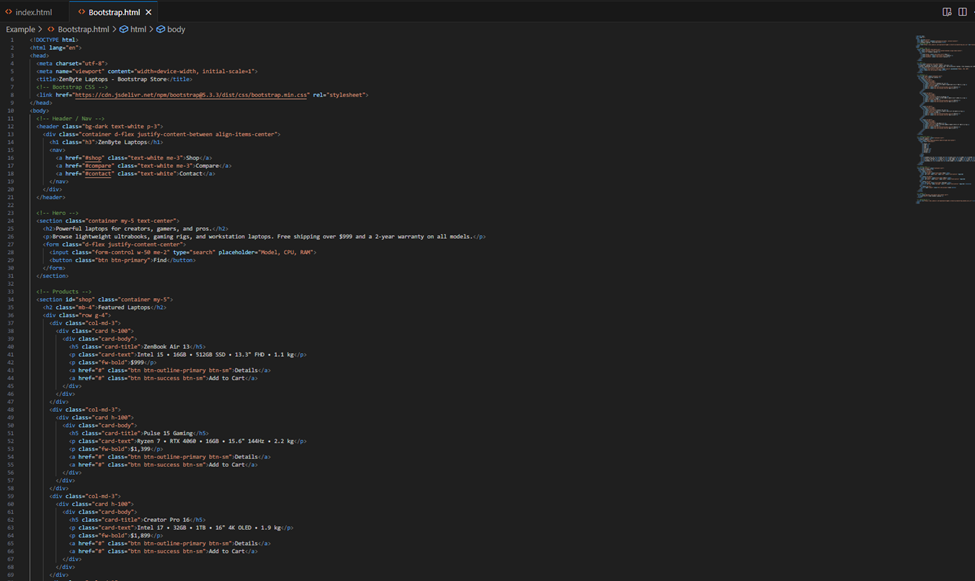 index.html
Bootstrap.html
Example > Bootstrap.html > html > body
1 <!DOCTYPE html>
2 <html lang="en">
3 <head>
4 <meta charset="utf-8">
5 <meta name="viewport" content="width=device-width, initial-scale=1">
6 <title>ZenByte Laptops - Bootstrap Store</title>
7 <!-- Bootstrap CSS -->
8 <link href="https://cdn.jsdelivr.net/npm/bootstrap@5.3.3/dist/css/bootstrap.min.css" rel="stylesheet">
9 </head>
10 <body>
11 <!-- Header / Nav -->
12 <header class="bg-dark text-white p-3">
13 <div class="container d-flex justify-content-between align-items-center">
14 <h1 class="h3">ZenByte Laptops</h1>
15 <nav>
16 <a href="#shop" class="text-white me-3">Shop</a>
17 <a href="#compare" class="text-white me-3">Compare</a>
18 <a href="#contact" class="text-white">Contact</a>
19 </nav>
20 </div>
21 </header>
22
23 <!-- Hero -->
24 <section class="container my-5 text-center">
25 <h2>Powerful laptops for creators, gamers, and pros.</h2>
26 <p>Browse lightweight ultrabooks, gaming rigs, and workstation laptops. Free shipping over $999 and a 2-year warranty on all models.</p>
27 <form class="d-flex justify-content-center">
28 <input class="form-control w-50 me-2" type="search" placeholder="Model, CPU, RAM">
29 <button class="btn btn-primary">Find</button>
30 </form>
31 </section>
32
33 <!-- Products -->
34 <section id="shop" class="container my-5">
35 <h2 class="mb-4">Featured Laptops</h2>
36 <div class="row g-4">
37 <div class="col-md-3">
38 <div class="card h-100">
39 <div class="card-body">
40 <h5 class="card-title">ZenBook Air 13</h5>
41 <p class="card-text">Intel i5 • 16GB • 512GB SSD • 13.3" FHD • 1.1 kg</p>
42 <p class="fw-bold">$999</p>
43 <a href="#" class="btn btn-outline-primary btn-sm">Details</a>
44 <a href="#" class="btn btn-success btn-sm">Add to Cart</a>
45 </div>
46 </div>
47 </div>
48 <div class="col-md-3">
49 <div class="card h-100">
50 <div class="card-body">
51 <h5 class="card-title">Pulse 15 Gaming</h5>
52 <p class="card-text">Ryzen 7 • RTX 4060 • 16GB • 15.6" 144Hz • 2.2 kg</p>
53 <p class="fw-bold">$1,399</p>
54 <a href="#" class="btn btn-outline-primary btn-sm">Details</a>
55 <a href="#" class="btn btn-success btn-sm">Add to Cart</a>
56 </div>
57 </div>
58 </div>
59 <div class="col-md-3">
60 <div class="card h-100">
61 <div class="card-body">
62 <h5 class="card-title">Creator Pro 16</h5>
63 <p class="card-text">Intel i7 • 32GB • 1TB • 16" 4K OLED • 1.9 kg</p>
64 <p class="fw-bold">$1,899</p>
65 <a href="#" class="btn btn-outline-primary btn-sm">Details</a>
66 <a href="#" class="btn btn-success btn-sm">Add to Cart</a>
67 </div>
68 </div>
69 </div>